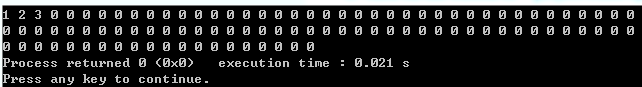 1 2 3 0 0 0 0 0 0 0 0 0 0 0 0 0 0 0 0 0 0 0 0 0 0 0 0 0 0 0 0 0 0 0 0 0 0 0 0 0
0 0 0 0 0 0 0 0 0 0 0 0 0 0 0 0 0 0 0 0 0 0 0 0 0 0 0 0 0 0 0 0 0 0 0 0 0 0 0 0
0 0 0 0 0 0 0 0 0 0 0 0 0 0 0 0 0 0 0 0
Process returned 0 (0x0)   execution time : 0.021 s
Press any key to continue.